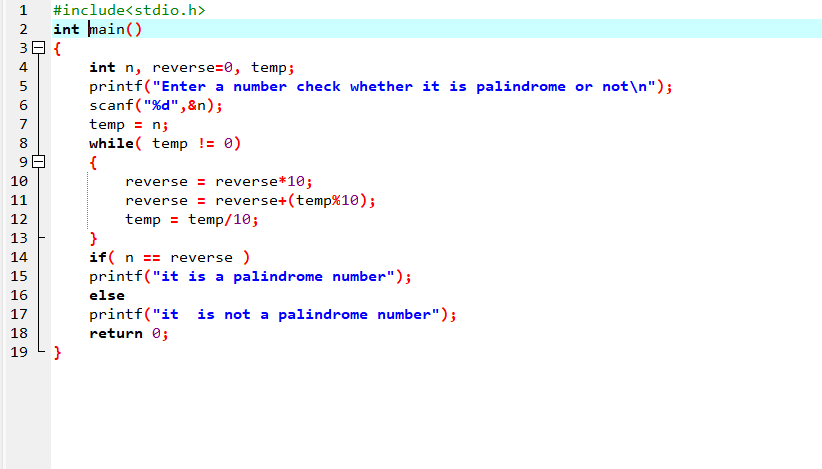 1 #include<stdio.h>
2 int main()
3 {
4     int n, reverse=0, temp;
5     printf("Enter a number check whether it is palindrome or not\n");
6     scanf("%d",&n);
7     temp = n;
8     while( temp != 0)
9     {
10         reverse = reverse*10;
11         reverse = reverse+(temp%10);
12         temp = temp/10;
13     }
14     if( n == reverse )
15     printf("it is a palindrome number");
16     else
17     printf("it  is not a palindrome number");
18     return 0;
19 }